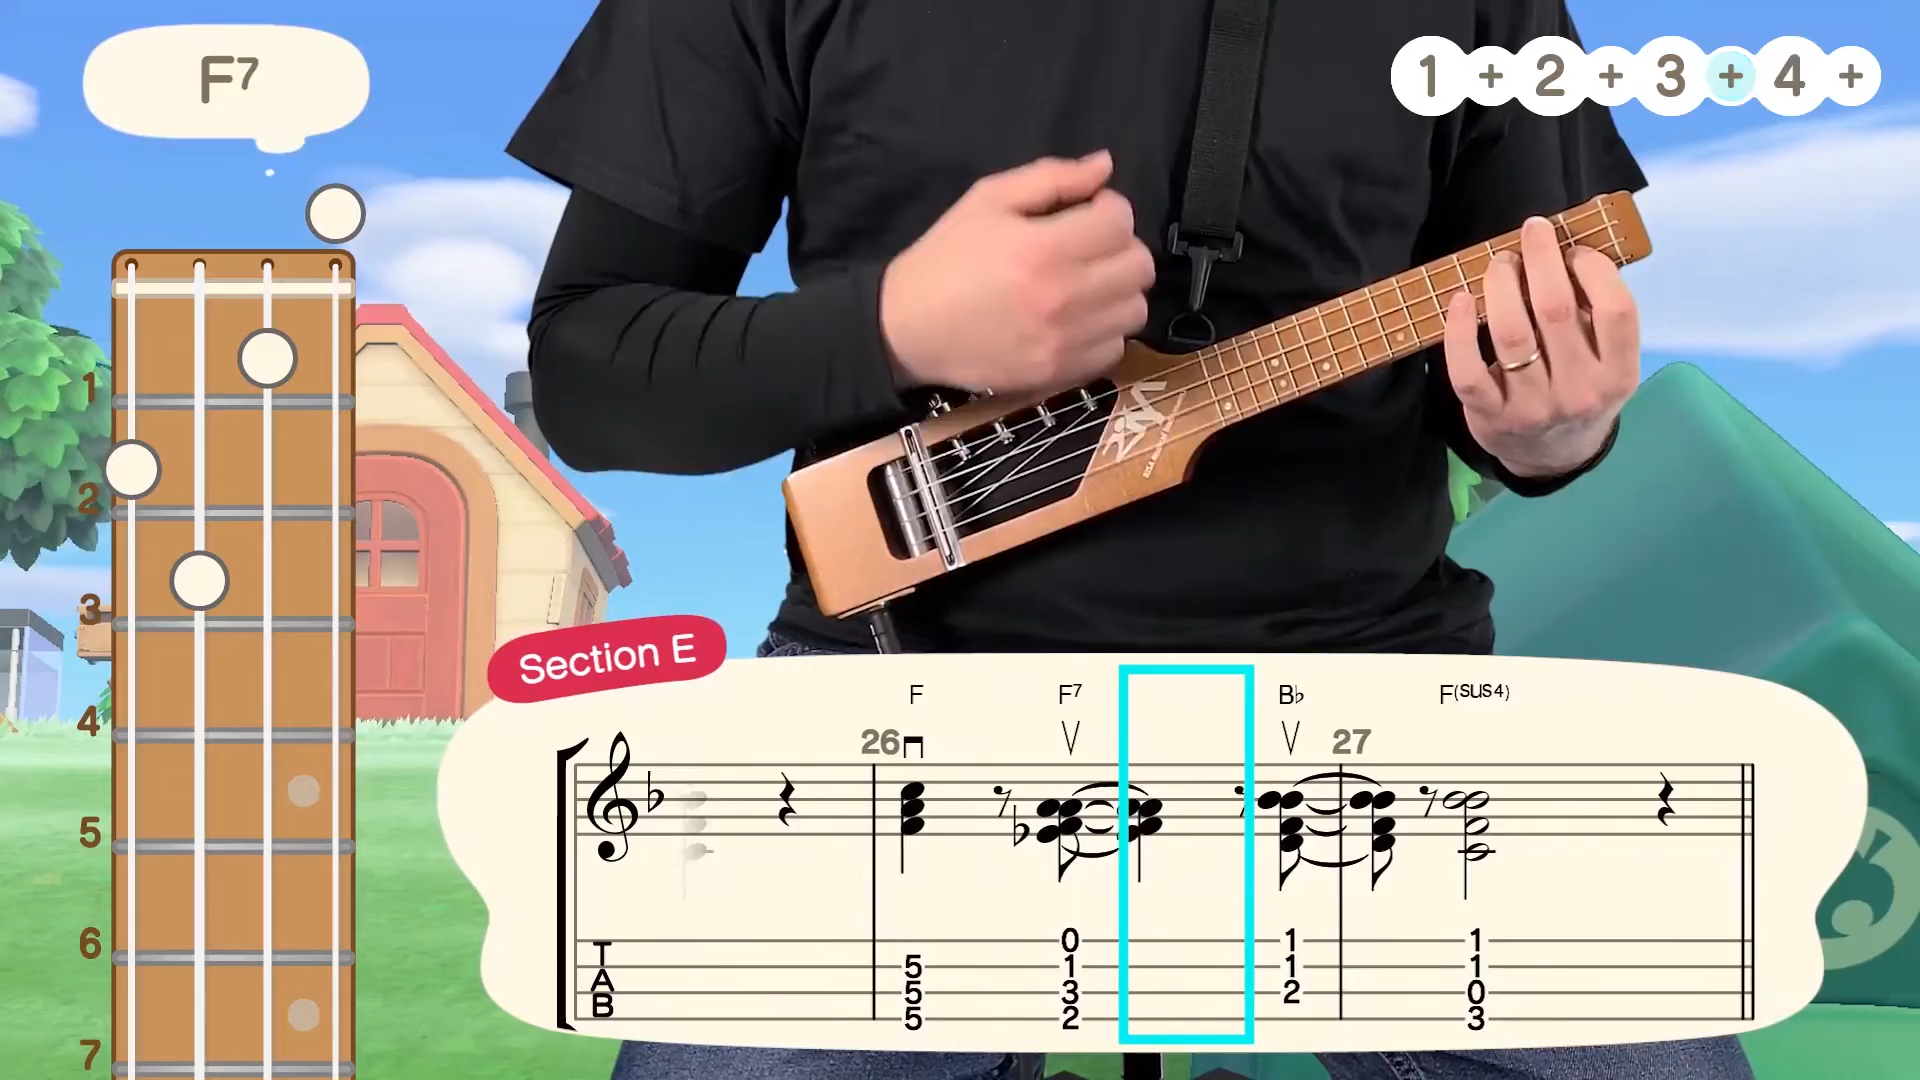 F7
1 + 2 + 3 + 4 +
1
2
3
4
5
6
7
Section E
F F7 B♭ F(SUS4)
26 27
T
A
B
0 1 1
5 1 1 1
5 3 2 0
5 2 3